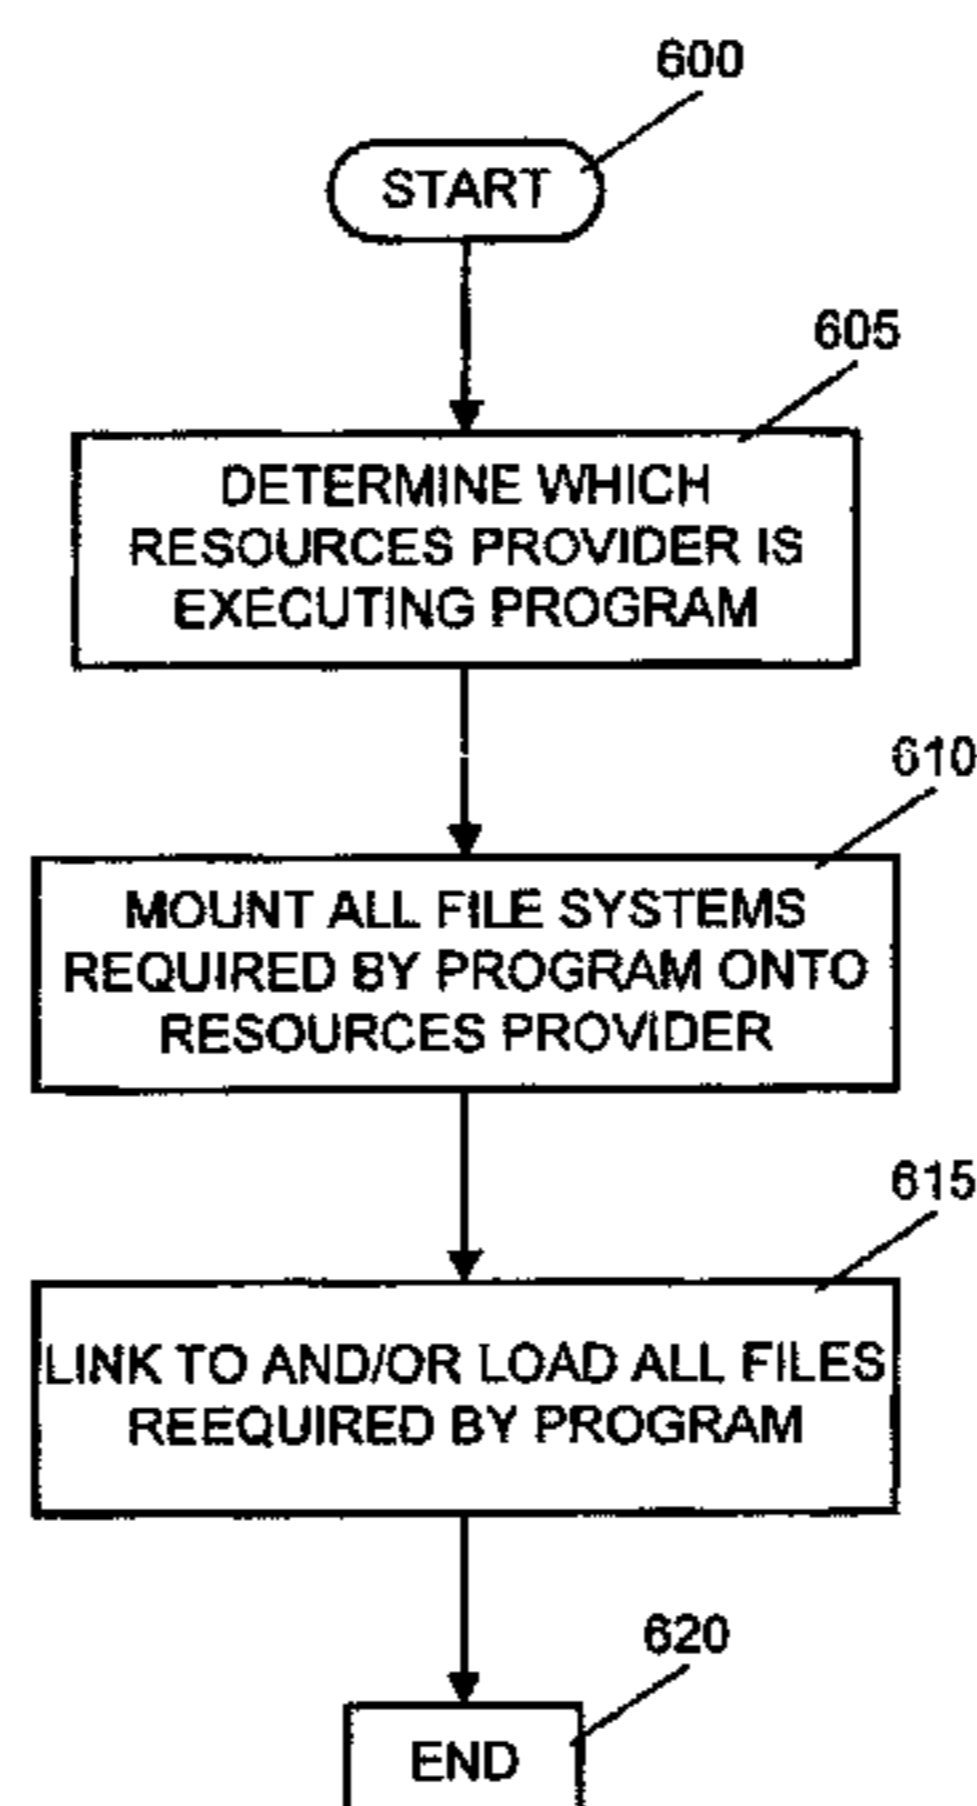 600
START
605
DETERMINE WHICH
RESOURCES PROVIDER IS
EXECUTING PROGRAM
610
MOUNT ALL FILE SYSTEMS
REQUIRED BY PROGRAM ONTO
RESOURCES PROVIDER
615
LINK TO AND/OR LOAD ALL FILES
REEQUIRED BY PROGRAM
620
END